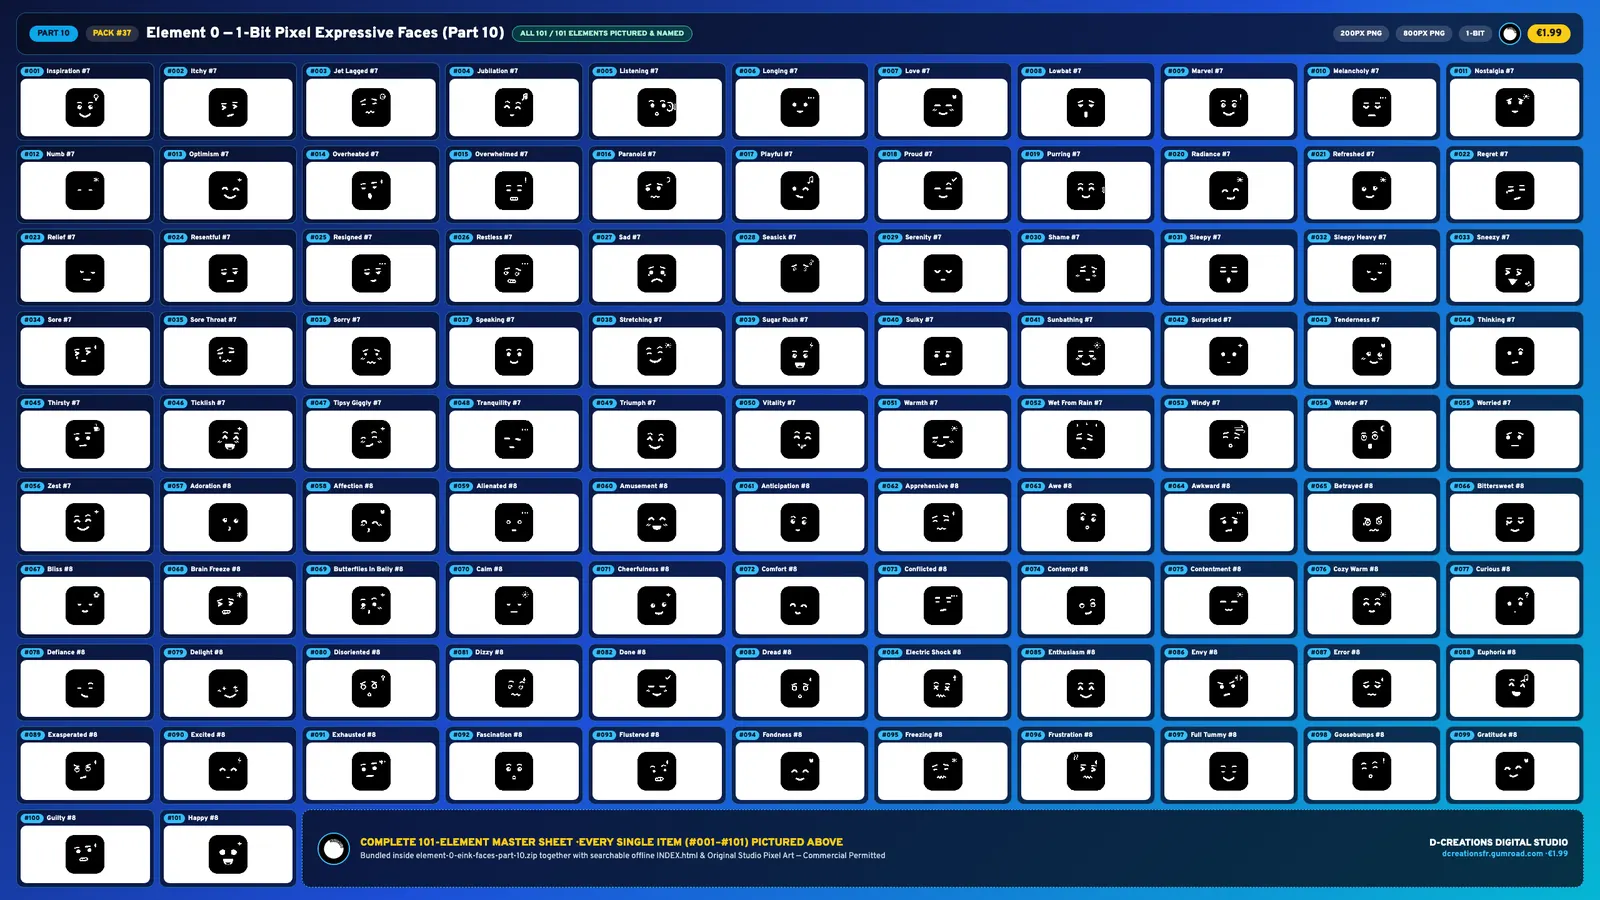 PART 10 PACK #37 Element 0 – 1-Bit Pixel Expressive Faces (Part 10) ALL 101 / 101 ELEMENTS PICTURED & NAMED 200PX PNG 800PX PNG 1-BIT €1.99
#001 Inspiration #7 #002 Itchy #7 #003 Jet Lagged #7 #004 Jubilation #7 #005 Listening #7 #006 Longing #7 #007 Love #7 #008 Lowbat #7 #009 Marvel #7 #010 Melancholy #7 #011 Nostalgia #7
#012 Numb #7 #013 Optimism #7 #014 Overheated #7 #015 Overwhelmed #7 #016 Paranoid #7 #017 Playful #7 #018 Proud #7 #019 Purring #7 #020 Radiance #7 #021 Refreshed #7 #022 Regret #7
#023 Relief #7 #024 Resentful #7 #025 Resigned #7 #026 Restless #7 #027 Sad #7 #028 Seasick #7 #029 Serenity #7 #030 Shame #7 #031 Sleepy #7 #032 Sleepy Heavy #7 #033 Sneezy #7
#034 Sore #7 #035 Sore Throat #7 #036 Sorry #7 #037 Speaking #7 #038 Stretching #7 #039 Sugar Rush #7 #040 Sulky #7 #041 Sunbathing #7 #042 Surprised #7 #043 Tenderness #7 #044 Thinking #7
#045 Thirsty #7 #046 Ticklish #7 #047 Tipsy Giggly #7 #048 Tranquility #7 #049 Triumph #7 #050 Vitality #7 #051 Warmth #7 #052 Wet From Rain #7 #053 Windy #7 #054 Wonder #7 #055 Worried #7
#056 Zest #7 #057 Adoration #8 #058 Affection #8 #059 Alienated #8 #060 Amusement #8 #061 Anticipation #8 #062 Apprehensive #8 #063 Awe #8 #064 Awkward #8 #065 Betrayed #8 #066 Bittersweet #8
#067 Bliss #8 #068 Brain Freeze #8 #069 Butterflies In Belly #8 #070 Calm #8 #071 Cheerfulness #8 #072 Comfort #8 #073 Conflicted #8 #074 Contempt #8 #075 Contentment #8 #076 Cozy Warm #8 #077 Curious #8
#078 Defiance #8 #079 Delight #8 #080 Disoriented #8 #081 Dizzy #8 #082 Done #8 #083 Dread #8 #084 Electric Shock #8 #085 Enthusiasm #8 #086 Envy #8 #087 Error #8 #088 Euphoria #8
#089 Exasperated #8 #090 Excited #8 #091 Exhausted #8 #092 Fascination #8 #093 Flustered #8 #094 Fondness #8 #095 Freezing #8 #096 Frustration #8 #097 Full Tummy #8 #098 Goosebumps #8 #099 Gratitude #8
#100 Guilty #8 #101 Happy #8
COMPLETE 101-ELEMENT MASTER SHEET · EVERY SINGLE ITEM (#001–#101) PICTURED ABOVE
Bundled inside element-0-eink-faces-part-10.zip together with searchable offline INDEX.html & Original Studio Pixel Art — Commercial Permitted
D-CREATIONS DIGITAL STUDIO
dcreationsfr.gumroad.com · €1.99